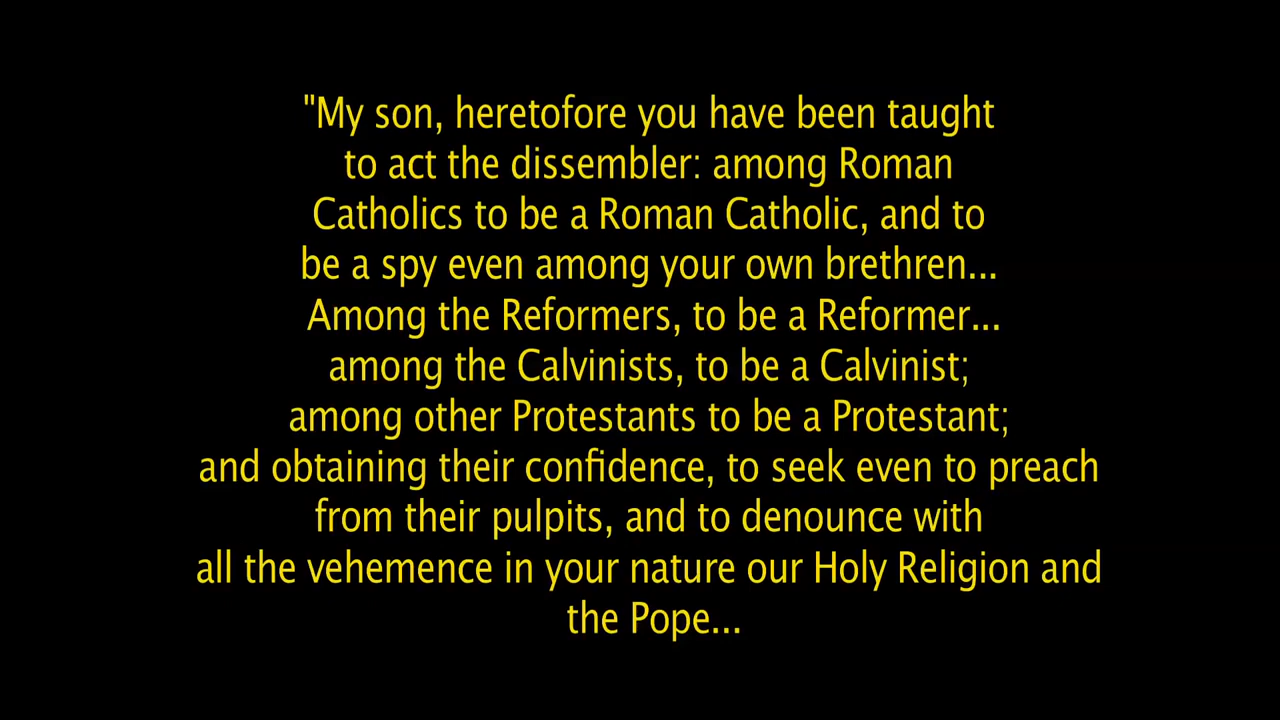 "My son, heretofore you have been taught
to act the dissembler: among Roman
Catholics to be a Roman Catholic, and to
be a spy even among your own brethren...
Among the Reformers, to be a Reformer...
among the Calvinists, to be a Calvinist;
among other Protestants to be a Protestant;
and obtaining their confidence, to seek even to preach
from their pulpits, and to denounce with
all the vehemence in your nature our Holy Religion and
the Pope...